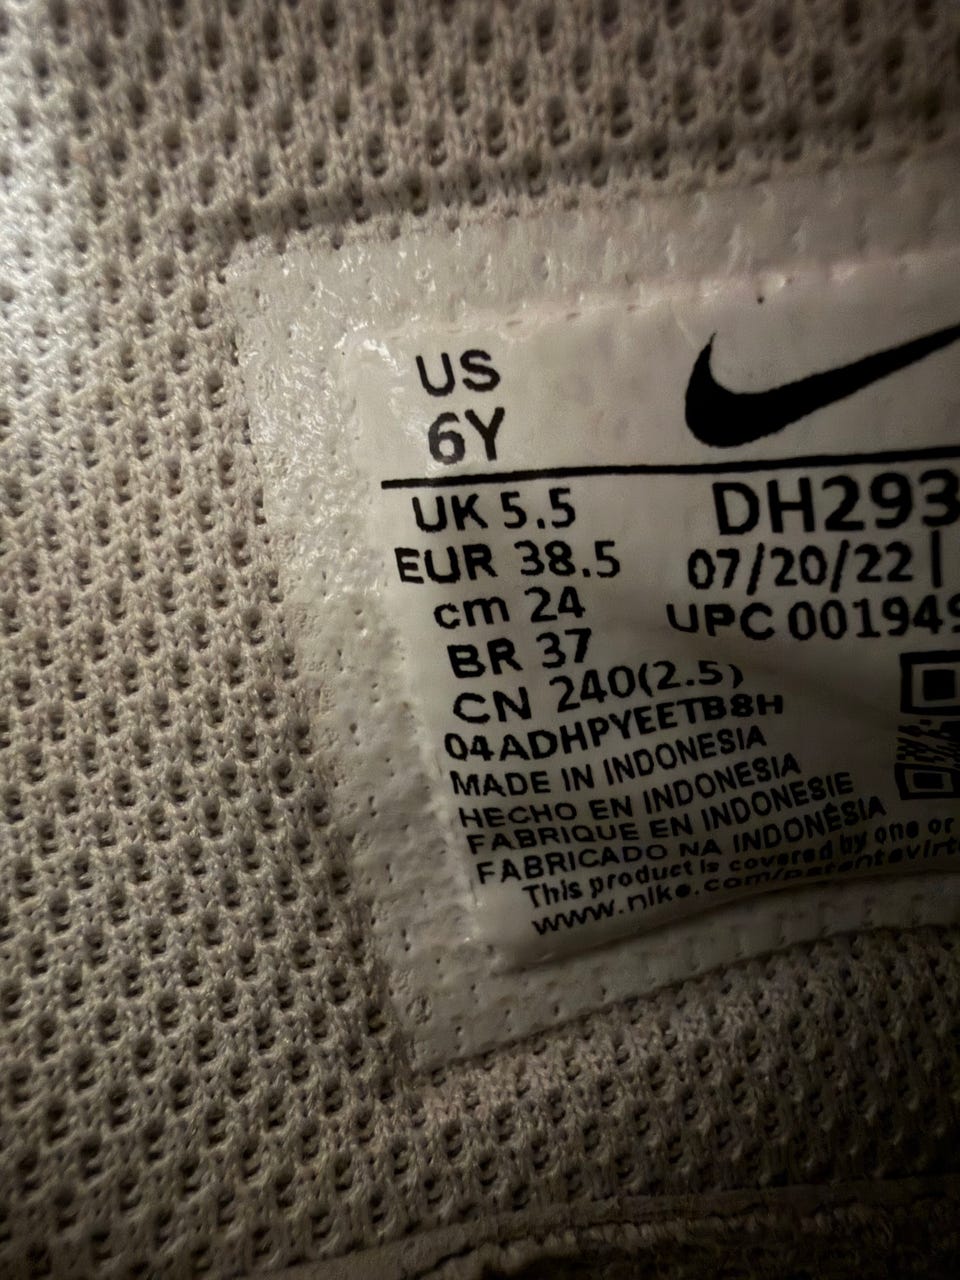 US
6Y
UK 5.5
EUR 38.5
cm 24
BR 37
CN 240(2.5)
04ADHPYEETB8H
MADE IN INDONESIA
HECHO EN INDONESIA
FABRIQUE EN INDONESIE
FABRICADO NA INDONÉSIA
This product is covered by one or
www.nike.com/patentsvirt
DH293
07/20/22 |
UPC 001949